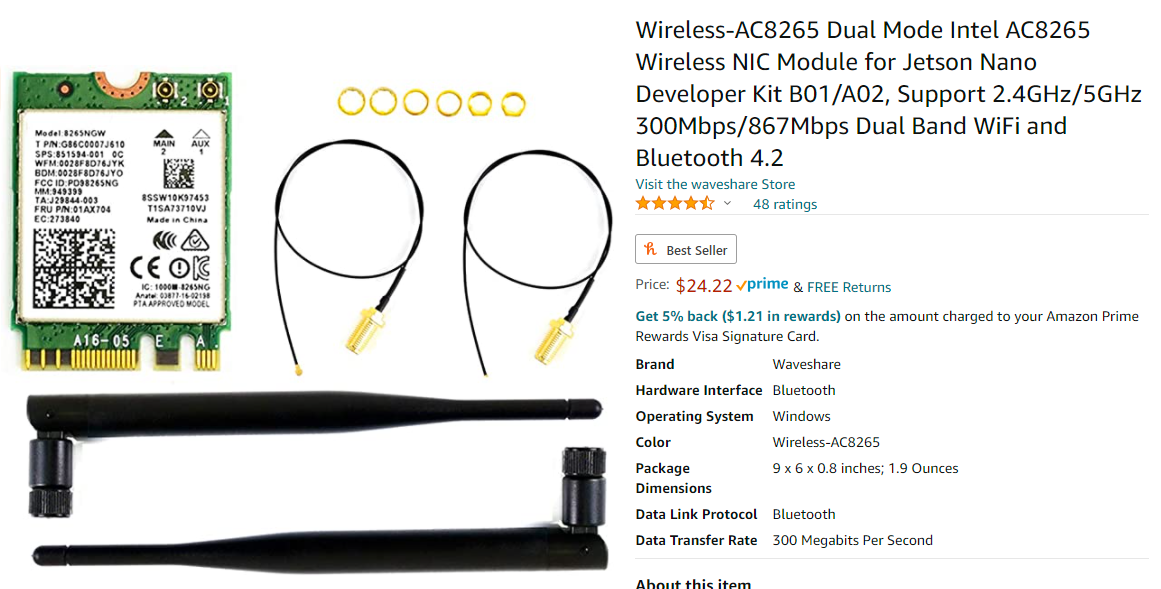 Wireless-AC8265 Dual Mode Intel AC8265
Wireless NIC Module for Jetson Nano
Developer Kit B01/A02, Support 2.4GHz/5GHz
300Mbps/867Mbps Dual Band WiFi and
Bluetooth 4.2
Visit the waveshare Store
48 ratings
Best Seller
Price: $24.22 prime & FREE Returns
Get 5% back ($1.21 in rewards) on the amount charged to your Amazon Prime
Rewards Visa Signature Card.
Brand Waveshare
Hardware Interface Bluetooth
Operating System Windows
Color Wireless-AC8265
Package Dimensions 9 x 6 x 0.8 inches; 1.9 Ounces
Data Link Protocol Bluetooth
Data Transfer Rate 300 Megabits Per Second
About this item
2
1
Model:8265NGW
T P/N:G86C0007J610
SPS:851594-001 0C
WFM:0028F8D76JYK
BDM:0028F8D76JYO
FCC ID:PD98265NG
MM:949399
TA:J29844-003
FRU P/N:01AX704
EC:273840
MAIN
2
AUX
1
8SSW10K97453
T1SA73710VJ
Made in China
CE
IC: 1000M-8265NG
Anatel: 03877-16-02198
PTA APPROVED MODEL
A16-05 E A